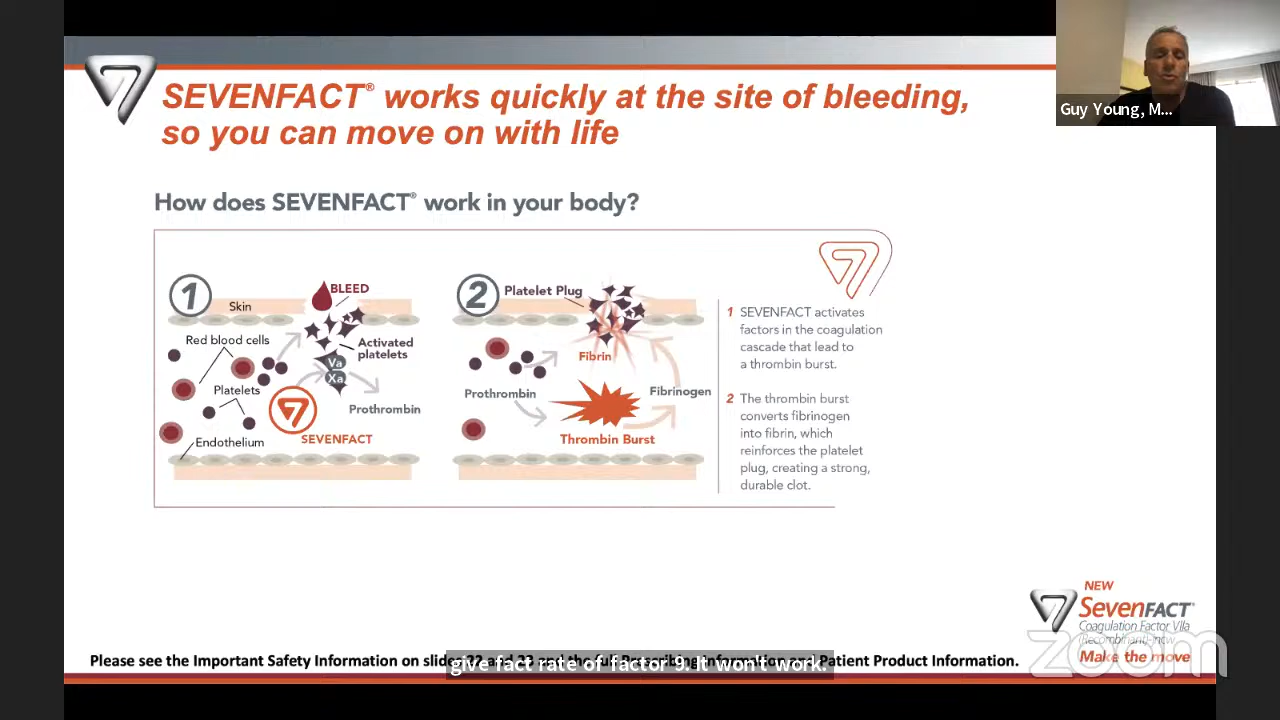 SEVENFACT® works quickly at the site of bleeding,
so you can move on with life
Guy Young, M...
How does SEVENFACT® work in your body?
1
BLEED
Skin
Red blood cells
Activated
platelets
Va
Xa
Platelets
Prothrombin
SEVENFACT
Endothelium
2
Platelet Plug
Fibrin
Prothrombin
Fibrinogen
Thrombin Burst
1 SEVENFACT activates
factors in the coagulation
cascade that lead to
a thrombin burst.
2 The thrombin burst
converts fibrinogen
into fibrin, which
reinforces the platelet
plug, creating a strong,
durable clot.
NEW
SEVENFACT®
Coagulation Factor VIIa
(Recombinant)-jncw
Make the move
zoom
Please see the Important Safety Information on Patient Product Information.
give fact rate of factor 9. It won't work.